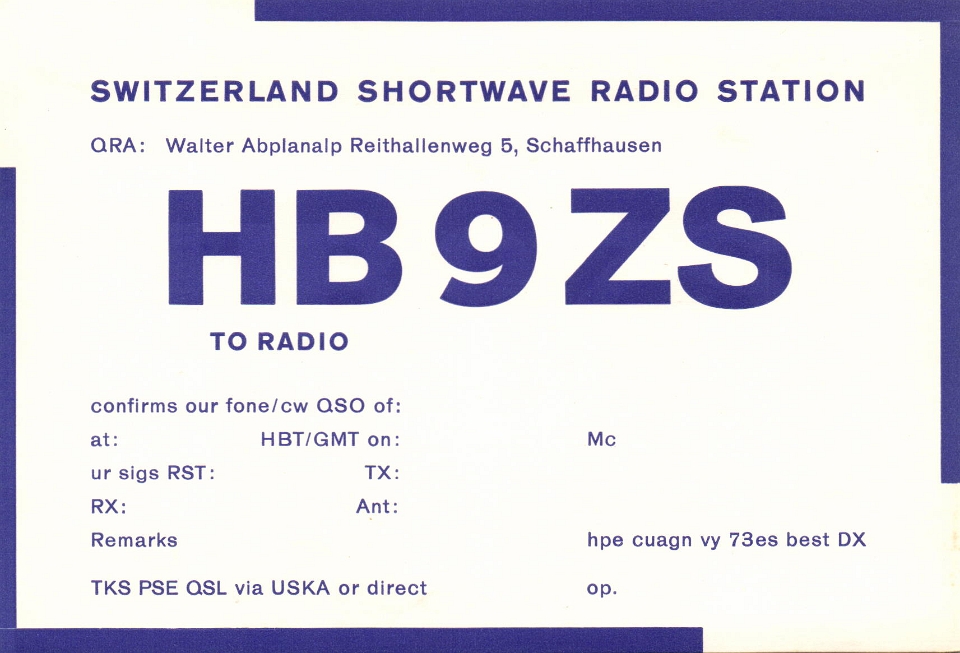 SWITZERLAND SHORTWAVE RADIO STATION
QRA: Walter Abplanalp Reithallenweg 5, Schaffhausen
HB9ZS
TO RADIO
confirms our fone/cw QSO of:
at: HBT/GMT on: Mc
ur sigs RST: TX:
RX: Ant:
Remarks hpe cuagn vy 73es best DX
TKS PSE QSL via USKA or direct op.